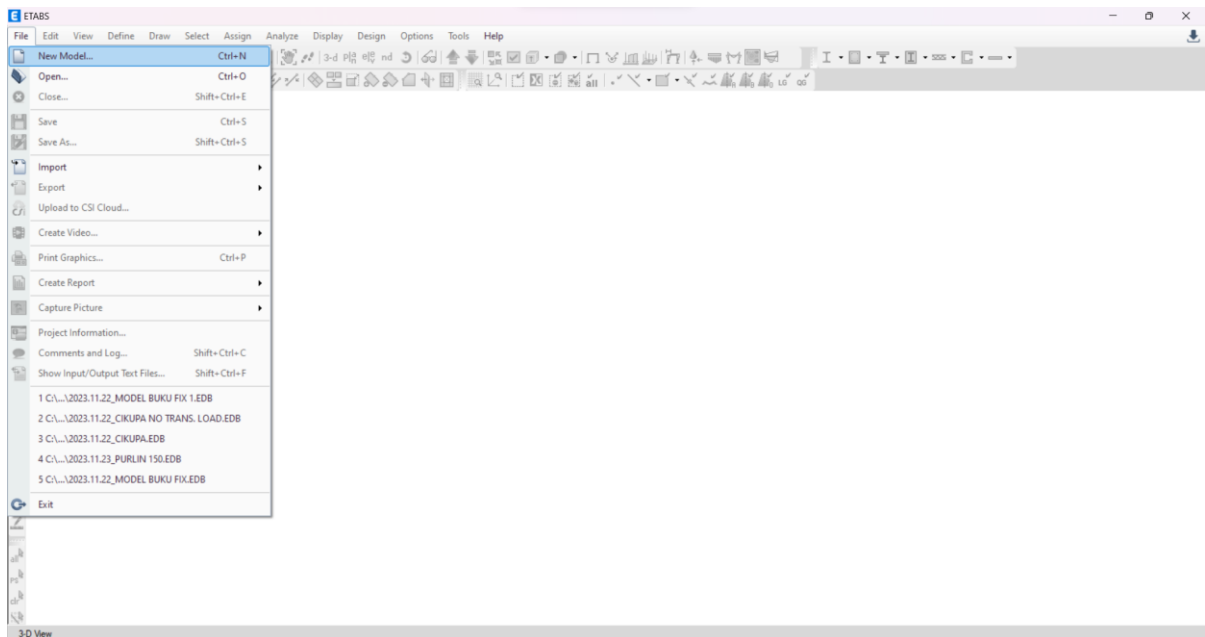 ETABS
File Edit View Define Draw Select Assign Analyze Display Design Options Tools Help
New Model... Ctrl+N
3-d nd
Open... Ctrl+O
all
Close... Shift+Ctrl+E
Save Ctrl+S
Save As... Shift+Ctrl+S
Import
Export
Upload to CSI Cloud...
Create Video...
Print Graphics... Ctrl+P
Create Report
Capture Picture
Project Information...
Comments and Log... Shift+Ctrl+C
Show Input/Output Text Files... Shift+Ctrl+F
1 C:\...\2023.11.22_MODEL BUKU FIX 1.EDB
2 C:\...\2023.11.22_CIKUPA NO TRANS. LOAD.EDB
3 C:\...\2023.11.22_CIKUPA.EDB
4 C:\...\2023.11.23_PURLIN 150.EDB
5 C:\...\2023.11.22_MODEL BUKU FIX.EDB
Exit
3-D View